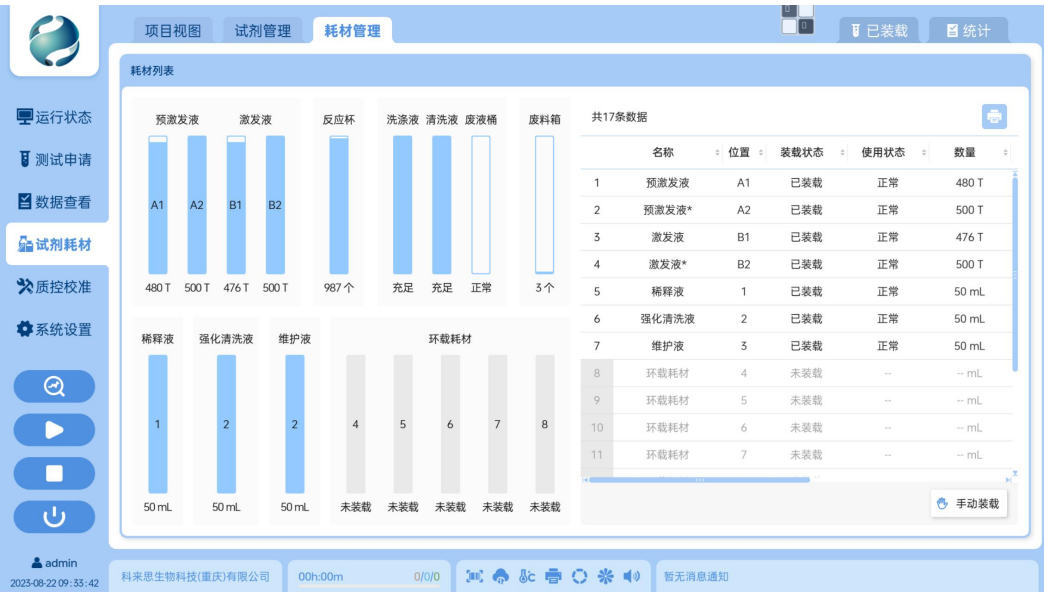 项目视图 试剂管理 耗材管理 已装载 统计
耗材列表
运行状态
测试申请
数据查看
试剂耗材
质控校准
系统设置
admin
2023-08-22 09:33:42
预激发液 激发液 反应杯 洗涤液 清洗液 废液桶 废料箱
A1 A2 B1 B2
480 T 500 T 476 T 500 T 987 个 充足 充足 正常 3 个
稀释液 强化清洗液 维护液 环载耗材
1 2 2 4 5 6 7 8
50 mL 50 mL 50 mL 未装载 未装载 未装载 未装载 未装载
共17条数据
名称 位置 装载状态 使用状态 数量
1 预激发液 A1 已装载 正常 480 T
2 预激发液* A2 已装载 正常 500 T
3 激发液 B1 已装载 正常 476 T
4 激发液* B2 已装载 正常 500 T
5 稀释液 1 已装载 正常 50 mL
6 强化清洗液 2 已装载 正常 50 mL
7 维护液 3 已装载 正常 50 mL
8 环载耗材 4 未装载 -- -- mL
9 环载耗材 5 未装载 -- -- mL
10 环载耗材 6 未装载 -- -- mL
11 环载耗材 7 未装载 -- -- mL
手动装载
科来思生物科技(重庆)有限公司 00h:00m 0/0/0 暂无消息通知